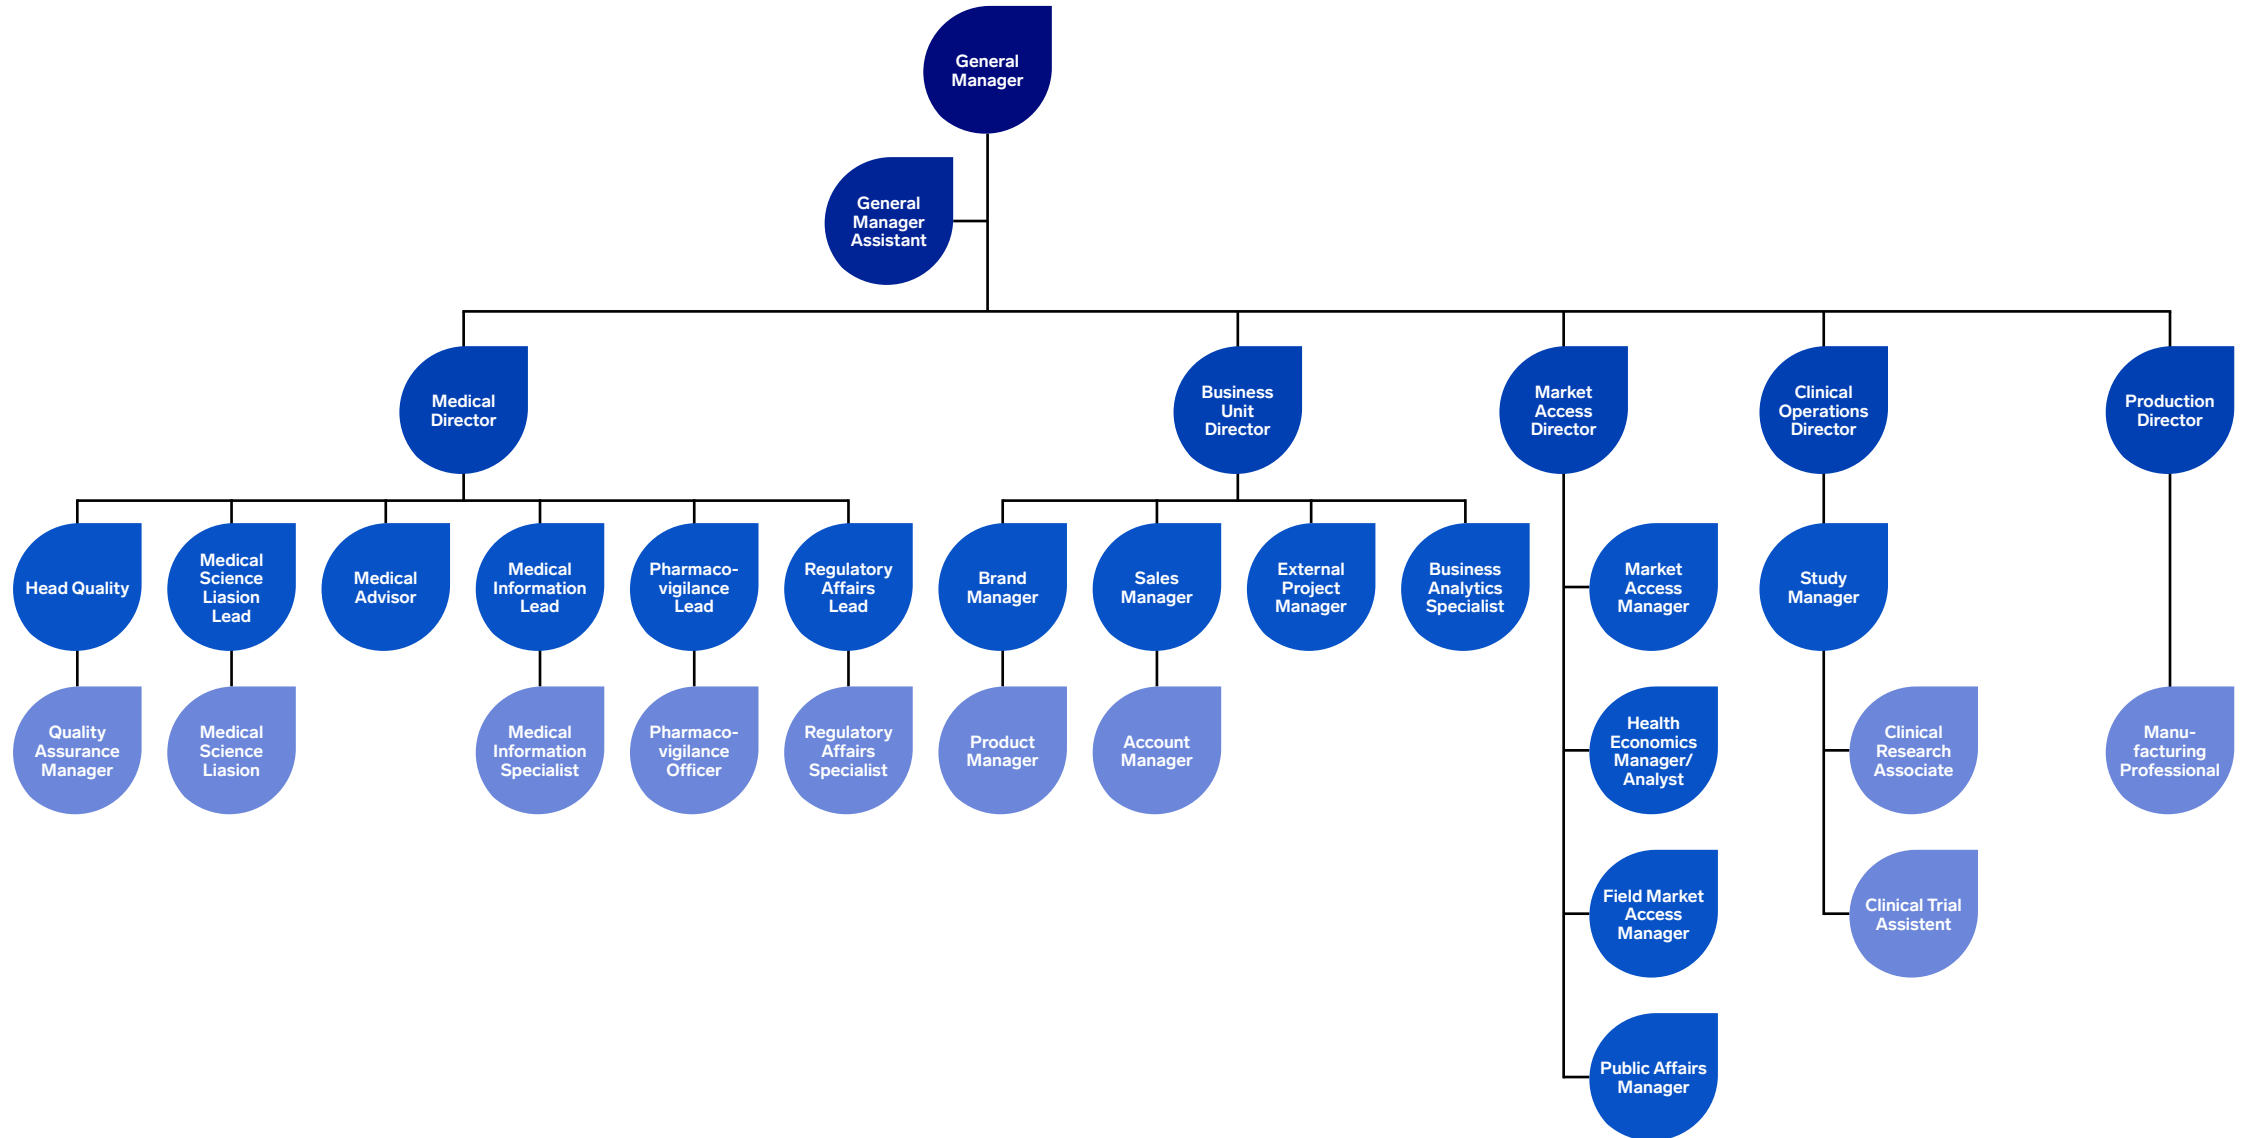 General
Manager
General
Manager
Assistant
Medical
Director
Business
Unit
Director
Market
Access
Director
Clinical
Operations
Director
Production
Director
Head Quality
Medical
Science
Liasion
Lead
Medical
Advisor
Medical
Information
Lead
Pharmaco-
vigilance
Lead
Regulatory
Affairs
Lead
Brand
Manager
Sales
Manager
External
Project
Manager
Business
Analytics
Specialist
Market
Access
Manager
Study
Manager
Quality
Assurance
Manager
Medical
Science
Liasion
Medical
Information
Specialist
Pharmaco-
vigilance
Officer
Regulatory
Affairs
Specialist
Product
Manager
Account
Manager
Health
Economics
Manager/
Analyst
Clinical
Research
Associate
Manu-
facturing
Professional
Field Market
Access
Manager
Clinical Trial
Assistent
Public Affairs
Manager